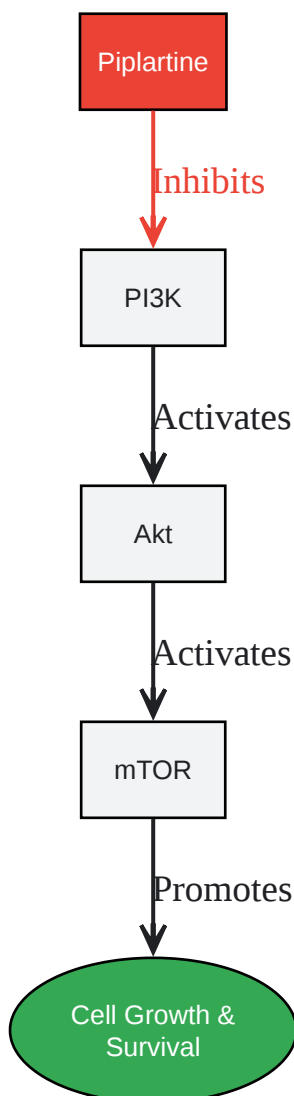 Piplartine
Inhibits
PI3K
Activates
Akt
Activates
mTOR
Promotes
Cell Growth &
Survival